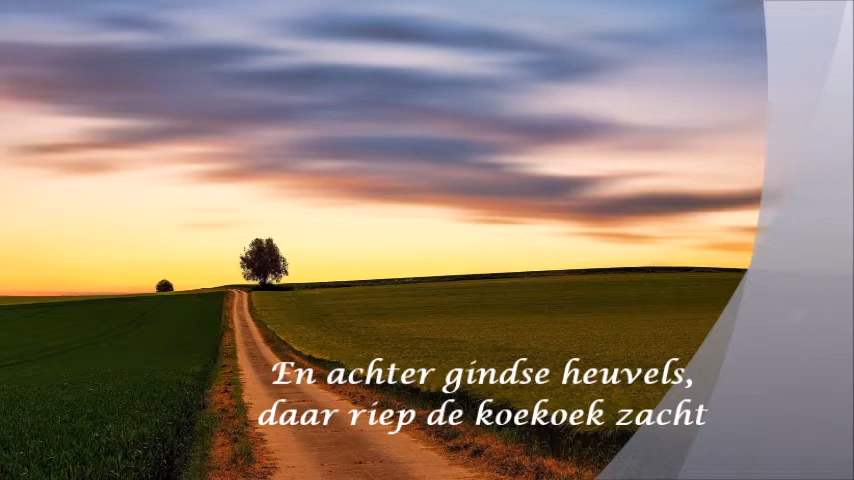 En achter gindse heuvels,
daar riep de koekoek zacht